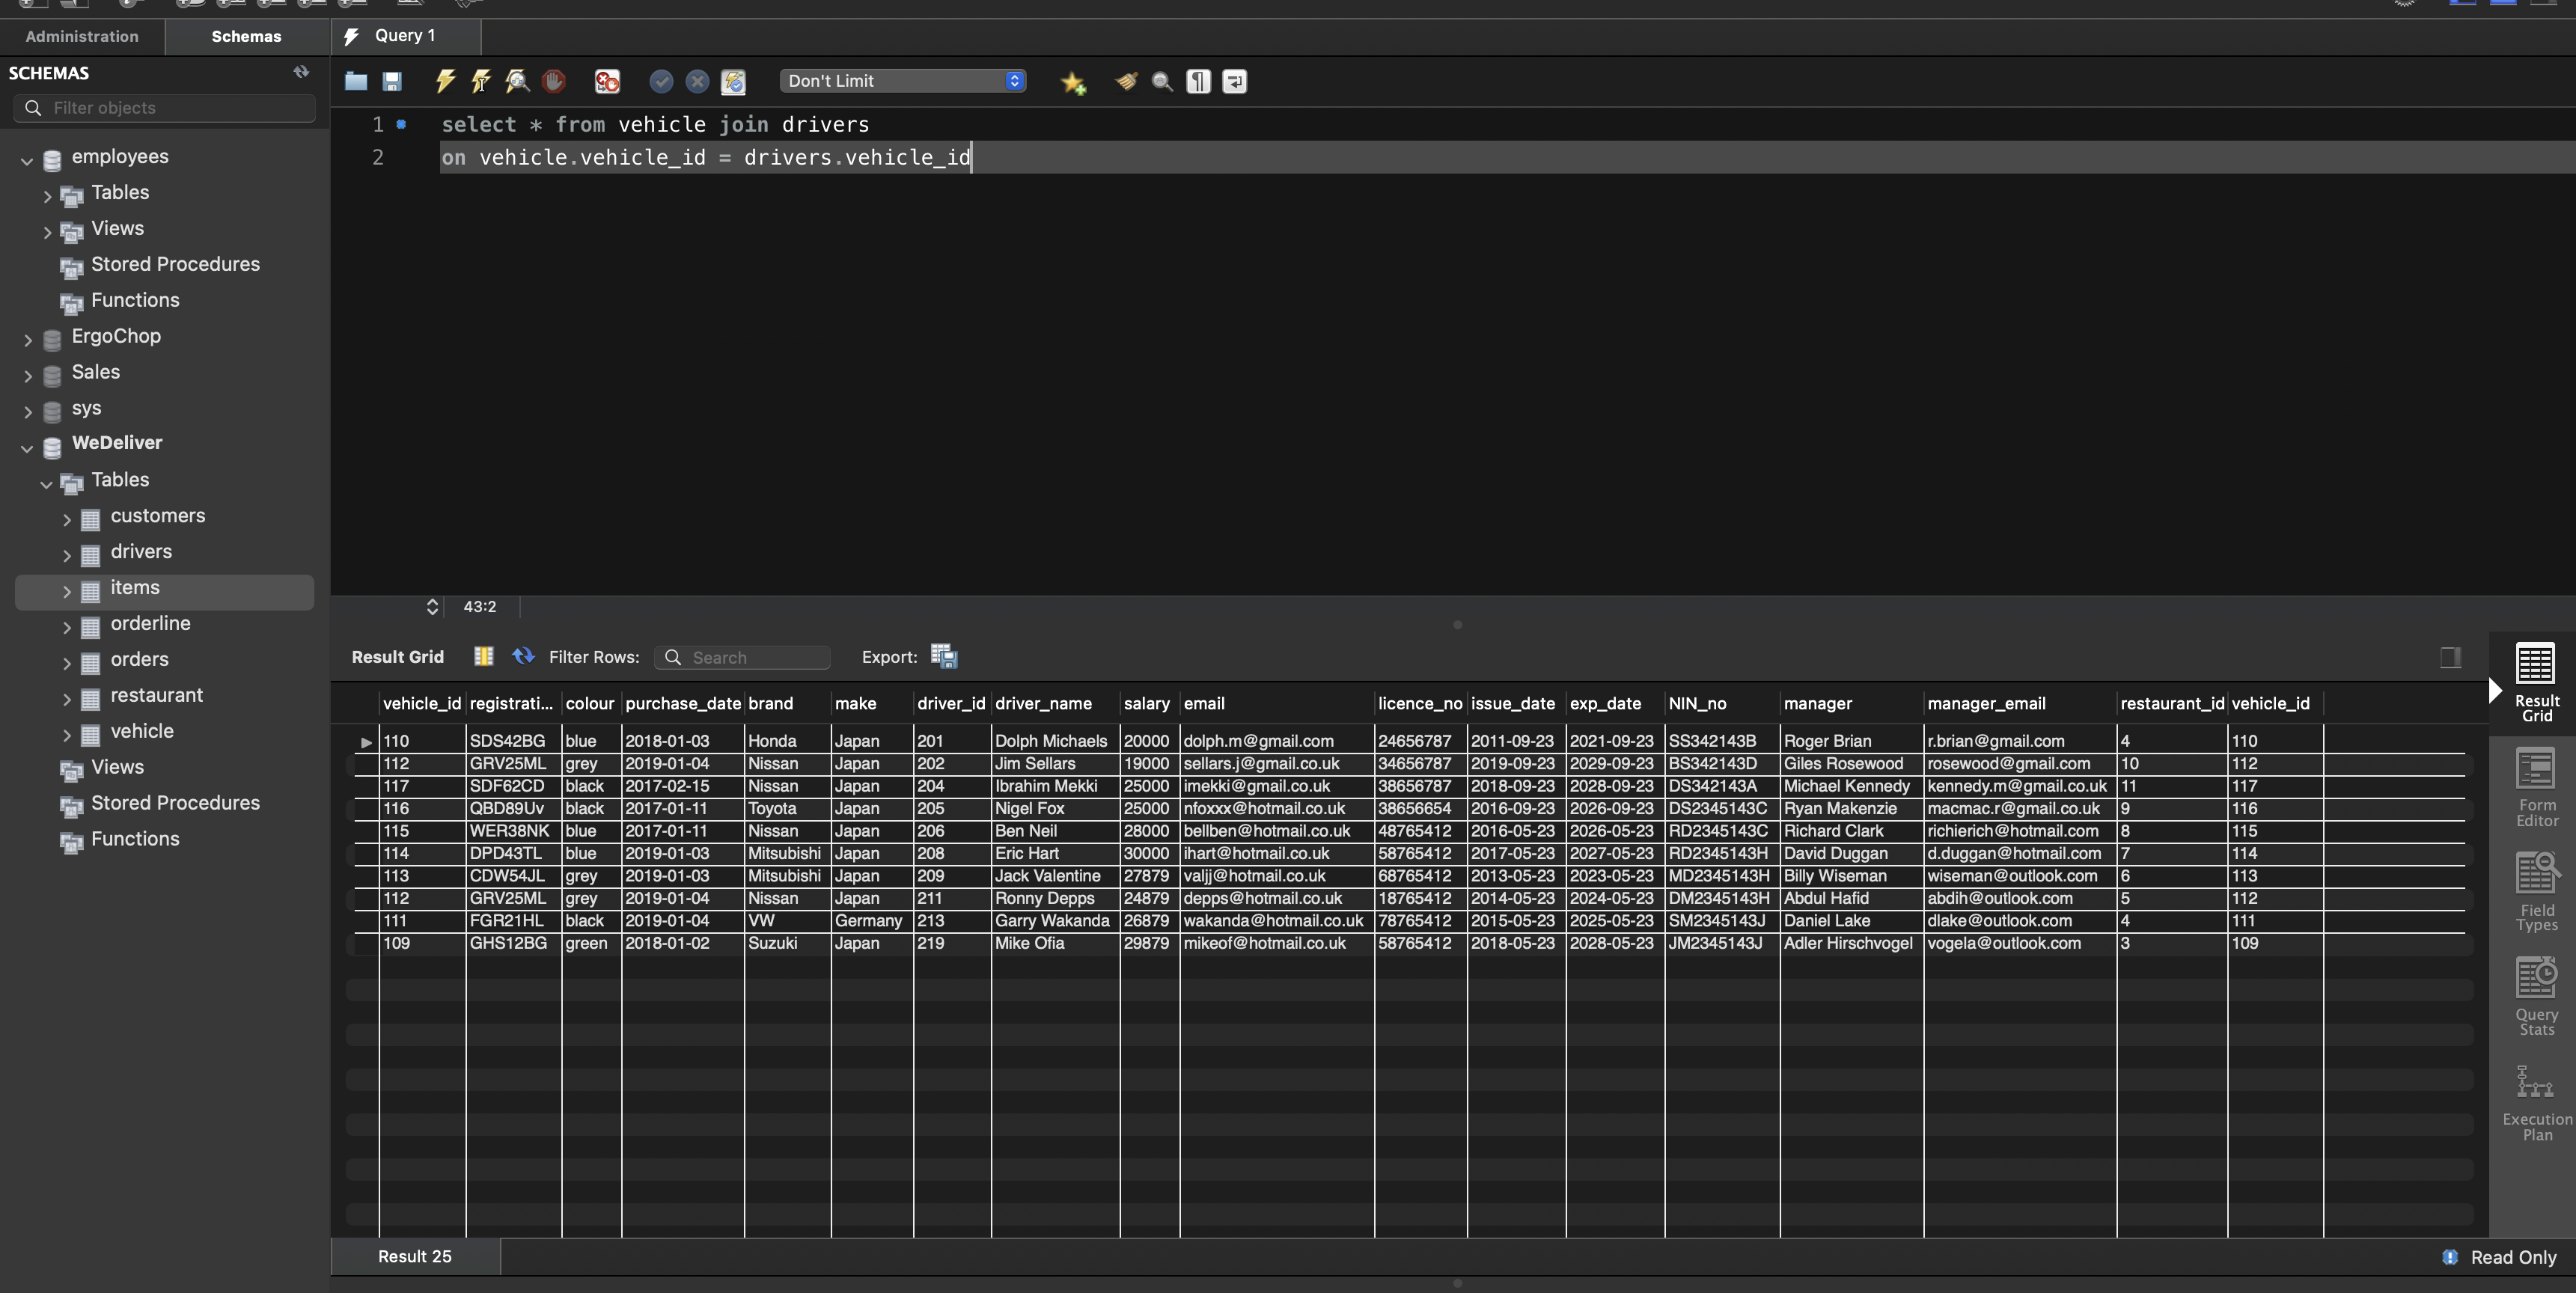 Administration Schemas Query 1
SCHEMAS
Filter objects
Don't Limit
employees
Tables
Views
Stored Procedures
Functions
ErgoChop
Sales
sys
WeDeliver
Tables
customers
drivers
items
orderline
orders
restaurant
vehicle
Views
Stored Procedures
Functions
1 select * from vehicle join drivers
2 on vehicle.vehicle_id = drivers.vehicle_id
43:2
Result Grid Filter Rows: Search Export:
vehicle_id registrati... colour purchase_date brand make driver_id driver_name salary email licence_no issue_date exp_date NIN_no manager manager_email restaurant_id vehicle_id
110 SDS42BG blue 2018-01-03 Honda Japan 201 Dolph Michaels 20000 dolph.m@gmail.com 24656787 2011-09-23 2021-09-23 SS342143B Roger Brian r.brian@gmail.com 4 110
112 GRV25ML grey 2019-01-04 Nissan Japan 202 Jim Sellars 19000 sellars.j@gmail.co.uk 34656787 2019-09-23 2029-09-23 BS342143D Giles Rosewood rosewood@gmail.com 10 112
117 SDF62CD black 2017-02-15 Nissan Japan 204 Ibrahim Mekki 25000 imekki@gmail.co.uk 38656787 2018-09-23 2028-09-23 DS342143A Michael Kennedy kennedy.m@gmail.co.uk 11 117
116 QBD89Uv black 2017-01-11 Toyota Japan 205 Nigel Fox 25000 nfoxxx@hotmail.co.uk 38656654 2016-09-23 2026-09-23 DS2345143C Ryan Makenzie macmac.r@gmail.co.uk 9 116
115 WER38NK blue 2017-01-11 Nissan Japan 206 Ben Neil 28000 bellben@hotmail.co.uk 48765412 2016-05-23 2026-05-23 RD2345143C Richard Clark richierich@hotmail.com 8 115
114 DPD43TL blue 2019-01-03 Mitsubishi Japan 208 Eric Hart 30000 ihart@hotmail.co.uk 58765412 2017-05-23 2027-05-23 RD2345143H David Duggan d.duggan@hotmail.com 7 114
113 CDW54JL grey 2019-01-03 Mitsubishi Japan 209 Jack Valentine 27879 valjj@hotmail.co.uk 68765412 2013-05-23 2023-05-23 MD2345143H Billy Wiseman wiseman@outlook.com 6 113
112 GRV25ML grey 2019-01-04 Nissan Japan 211 Ronny Depps 24879 depps@hotmail.co.uk 18765412 2014-05-23 2024-05-23 DM2345143H Abdul Hafid abdih@outlook.com 5 112
111 FGR21HL black 2019-01-04 VW Germany 213 Garry Wakanda 26879 wakanda@hotmail.co.uk 78765412 2015-05-23 2025-05-23 SM2345143J Daniel Lake dlake@outlook.com 4 111
109 GHS12BG green 2018-01-02 Suzuki Japan 219 Mike Ofia 29879 mikeof@hotmail.co.uk 58765412 2018-05-23 2028-05-23 JM2345143J Adler Hirschvogel vogela@outlook.com 3 109
Result
Grid
Form
Editor
Field
Types
Query
Stats
Execution
Plan
Result 25
Read Only